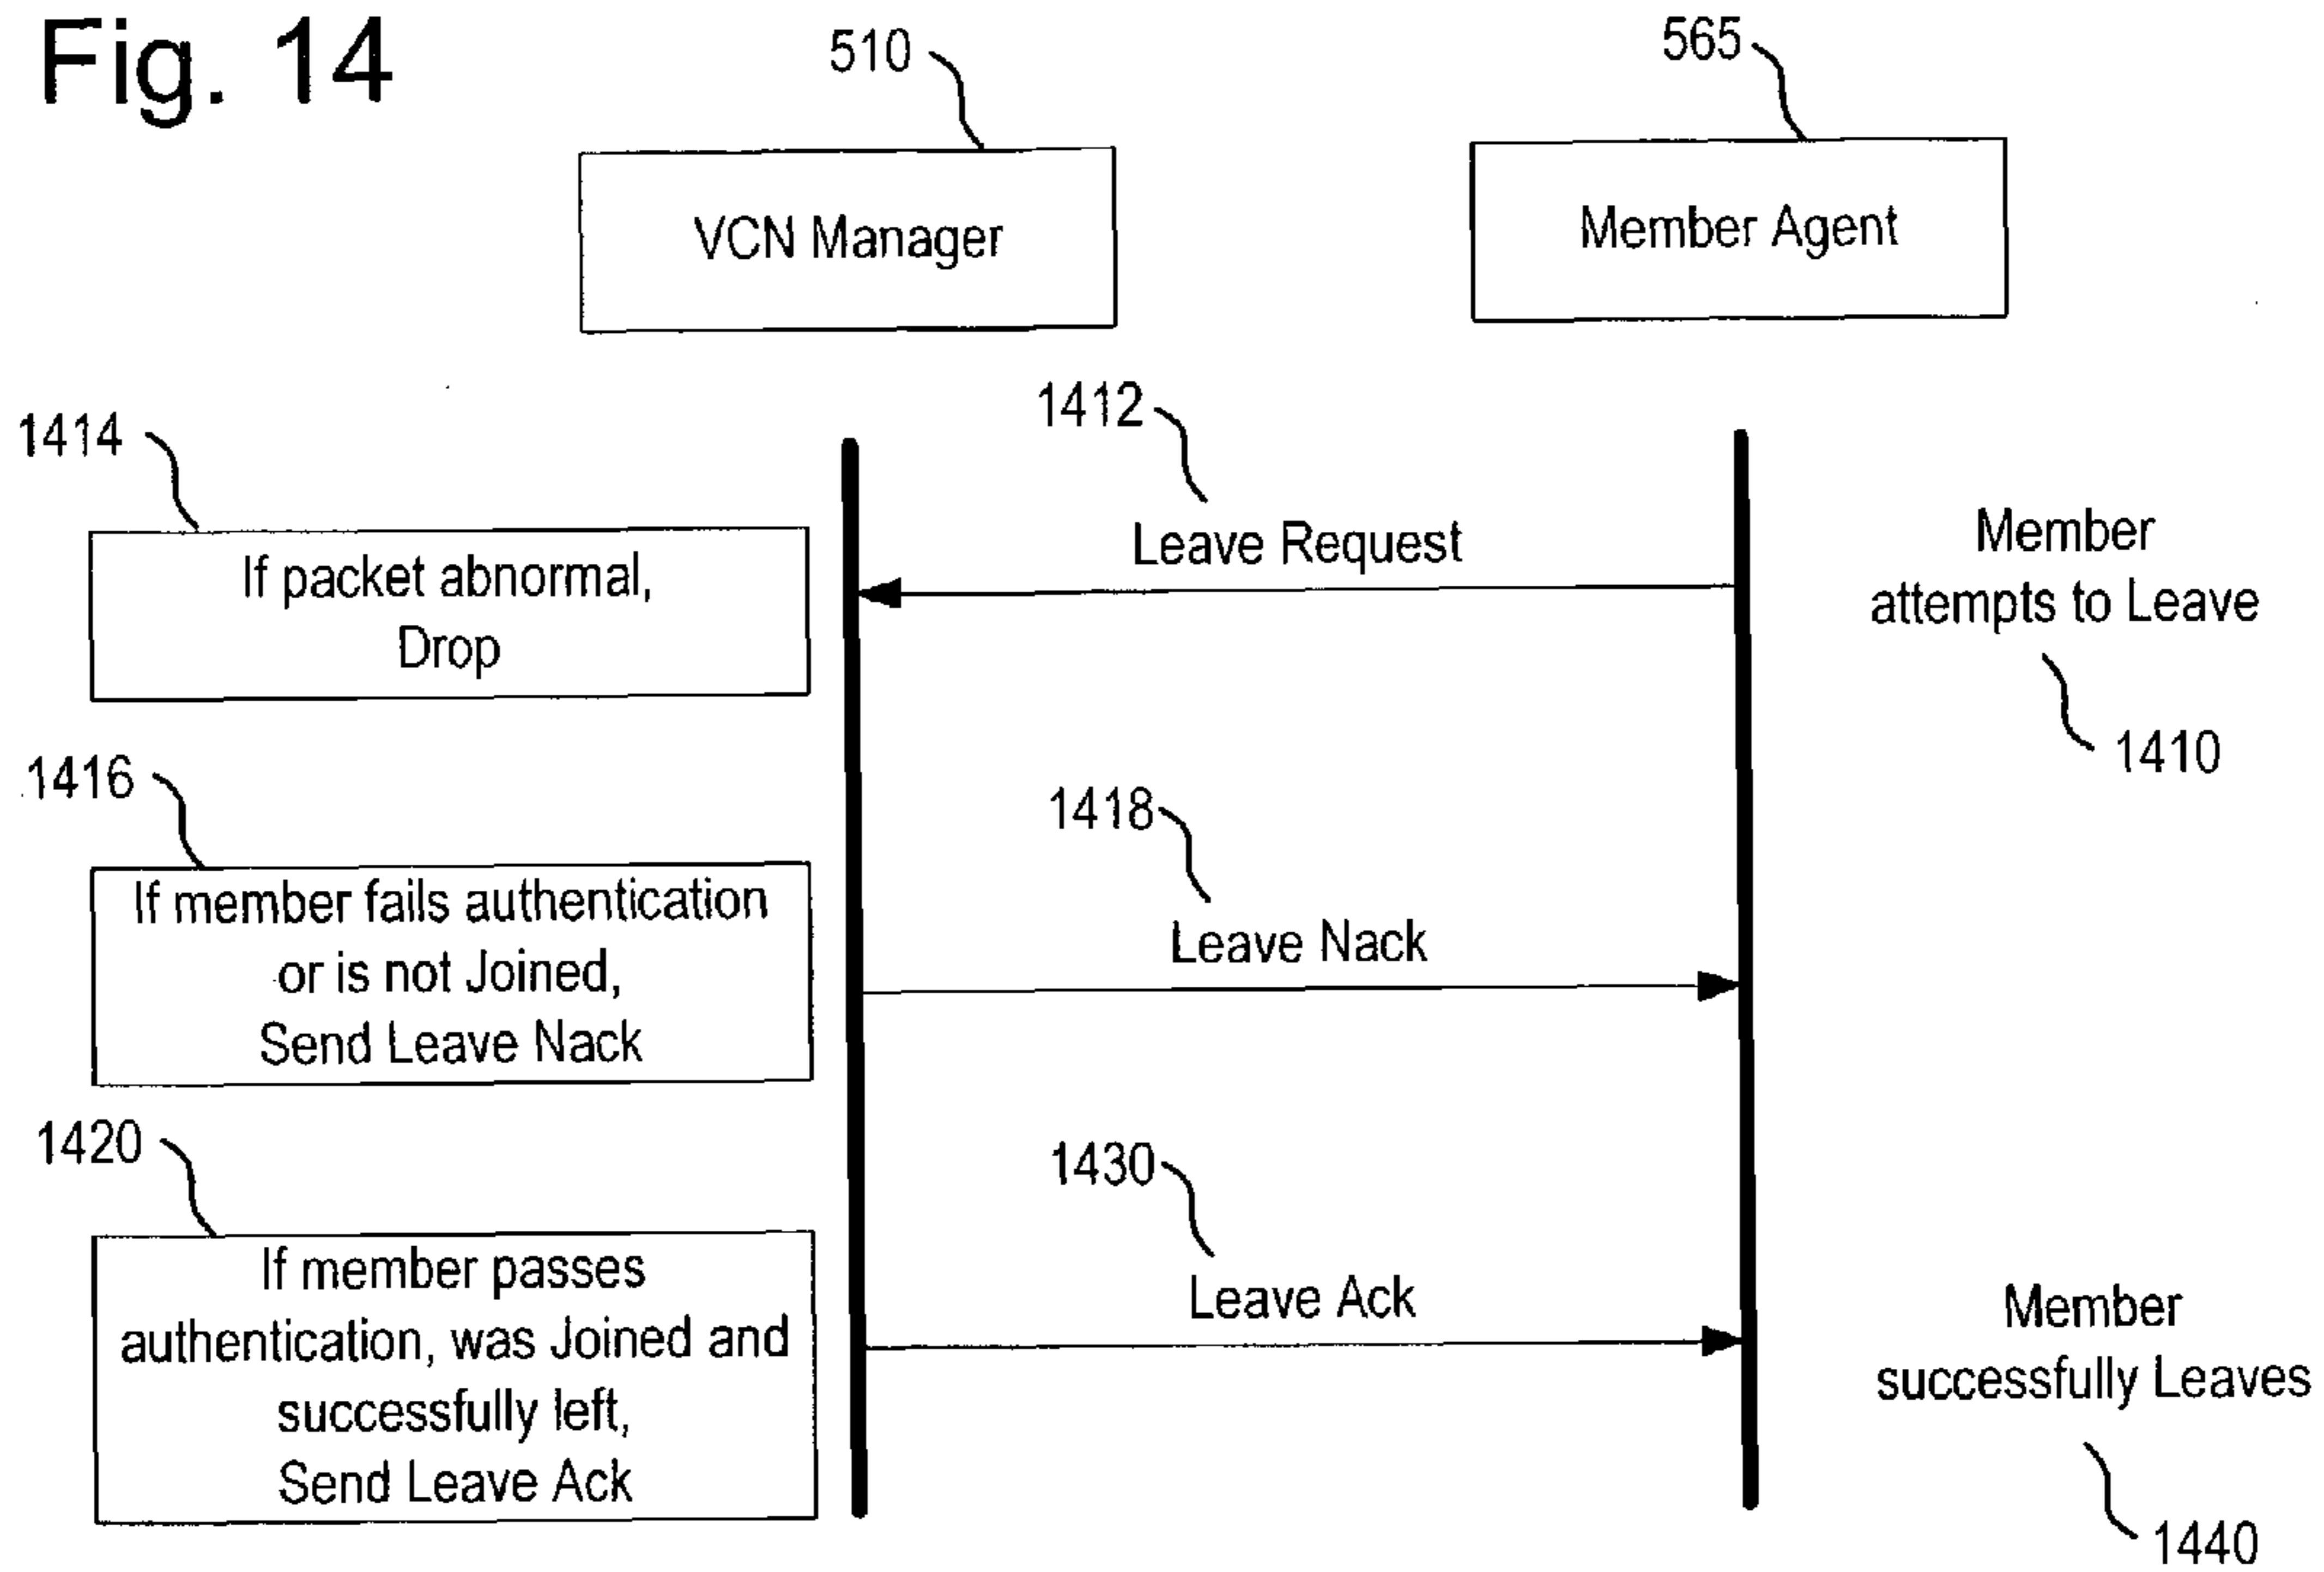 Fig. 14
510
565
VCN Manager
Member Agent
1412
1414
Leave Request
Member
attempts to Leave
If packet abnormal,
Drop
1410
1416
1418
If member fails authentication
or is not Joined,
Send Leave Nack
Leave Nack
1420
1430
If member passes
authentication, was Joined and
successfully left,
Send Leave Ack
Leave Ack
Member
successfully Leaves
1440